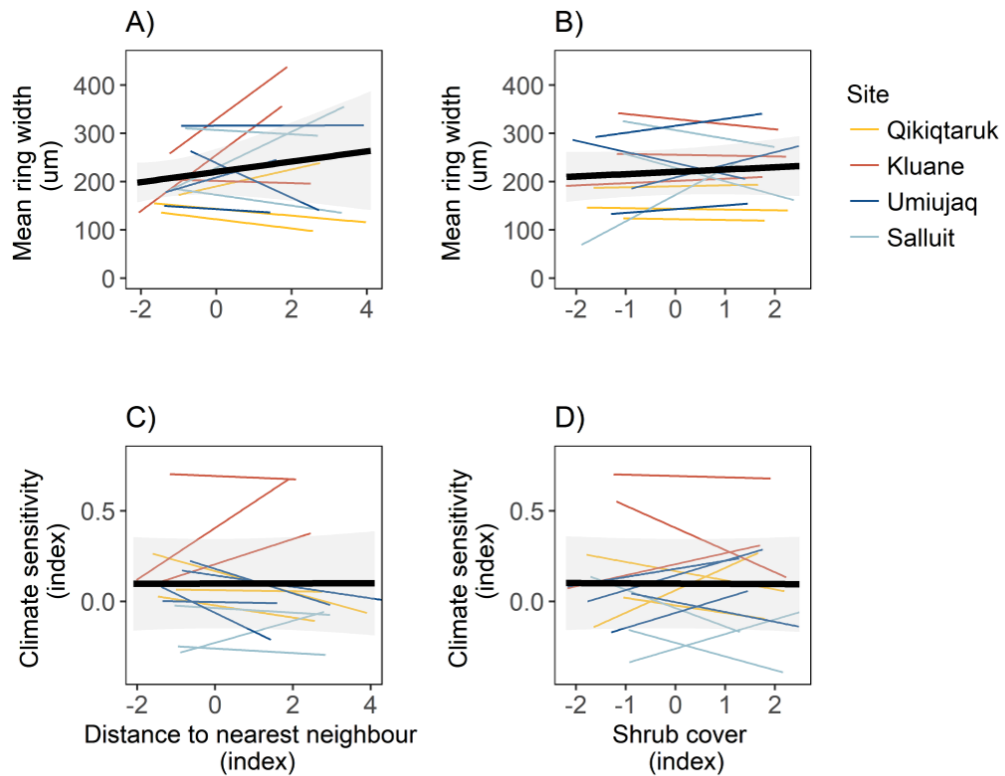 A)
B)
Mean ring width
(um)
400
300
200
100
0
-2
0
2
4
Mean ring width
(um)
400
300
200
100
0
-2
-1
0
1
2
Site
Qikiqtaruk
Kluane
Umiujaq
Salluit
C)
D)
Climate sensitivity
(index)
0.5
0.0
-2
0
2
4
Distance to nearest neighbour
(index)
Climate sensitivity
(index)
0.5
0.0
-2
-1
0
1
2
Shrub cover
(index)